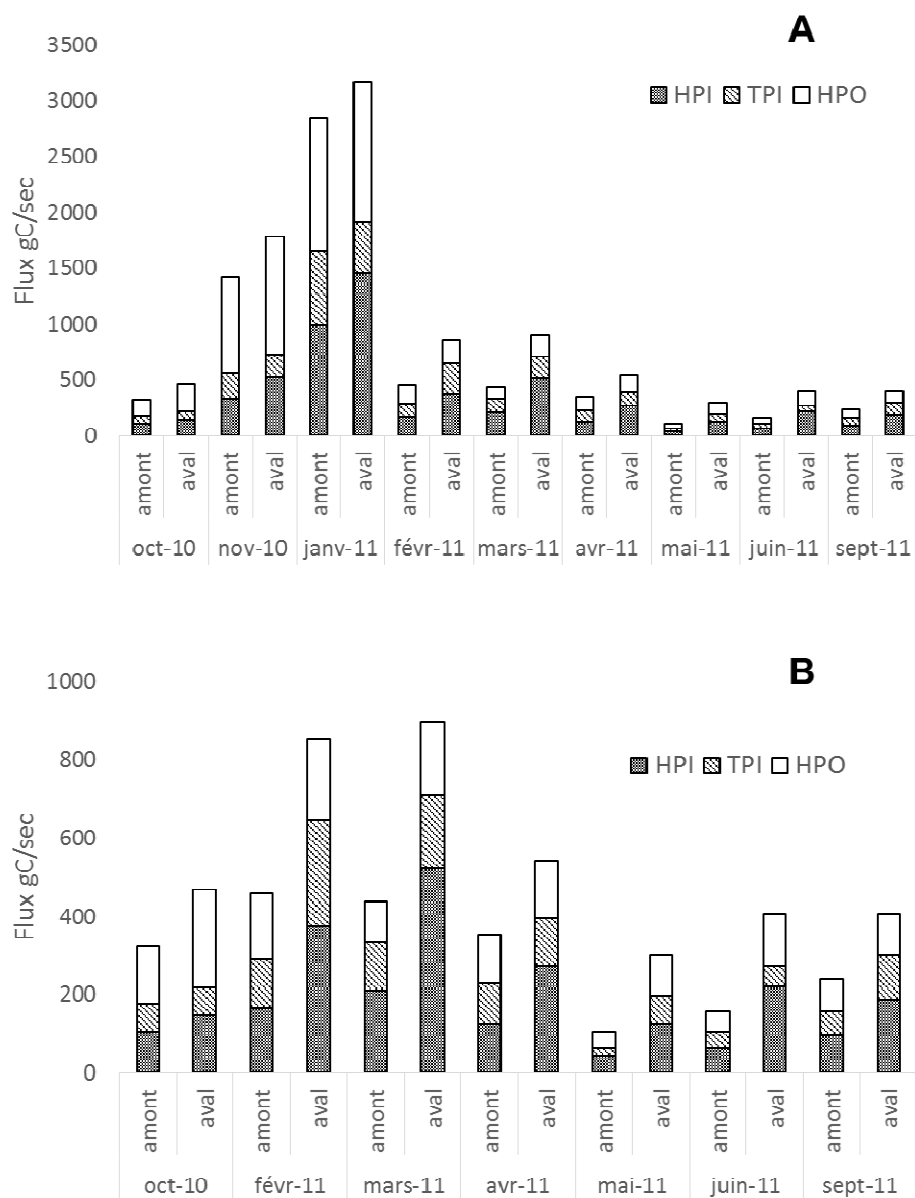 A
3500
3000
2500
2000
1500
1000
500
0
Flux gC/sec
HPI TPI HPO
amont aval amont aval amont aval amont aval amont aval amont aval amont aval amont aval amont aval
oct-10 nov-10 janv-11 févr-11 mars-11 avr-11 mai-11 juin-11 sept-11
B
1000
800
600
400
200
0
Flux gC/sec
HPI TPI HPO
amont aval amont aval amont aval amont aval amont aval amont aval amont aval
oct-10 févr-11 mars-11 avr-11 mai-11 juin-11 sept-11